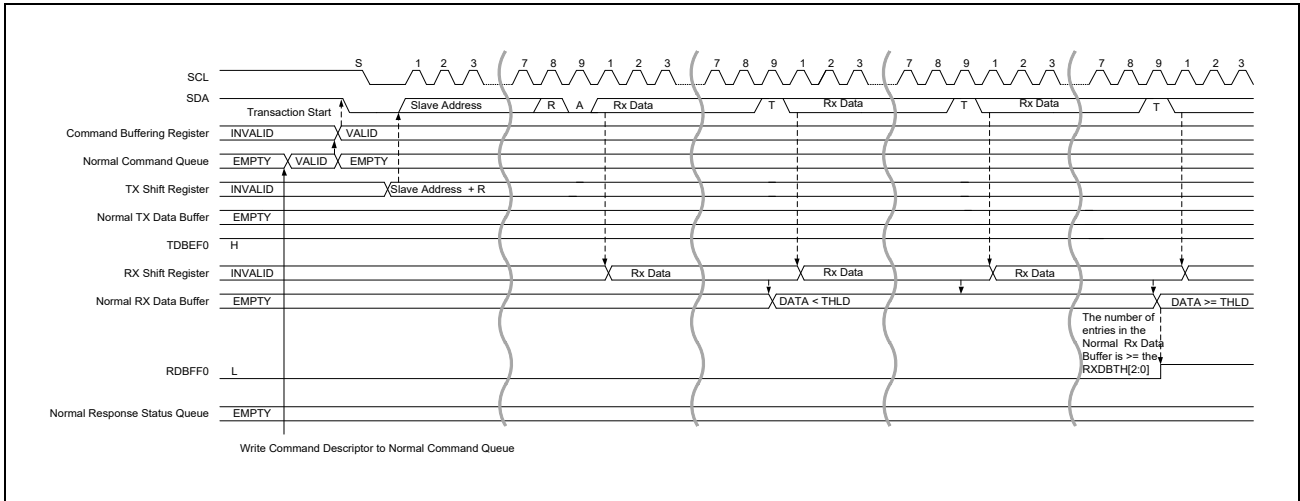 S 1 2 3 7 8 9 1 2 3 7 8 9 1 2 3 7 8 9 1 2 3 7 8 9 1 2 3
SCL
SDA Slave Address R A Rx Data T Rx Data T Rx Data T
Transaction Start
Command Buffering Register INVALID VALID
Normal Command Queue EMPTY VALID EMPTY
TX Shift Register INVALID Slave Address + R
Normal TX Data Buffer EMPTY
TDBEF0 H
RX Shift Register INVALID Rx Data Rx Data Rx Data
Normal RX Data Buffer EMPTY DATA < THLD DATA >= THLD
The number of
entries in the
Normal Rx Data
Buffer is >= the
RXDBTH[2:0]
RDBFF0 L
Normal Response Status Queue EMPTY
Write Command Descriptor to Normal Command Queue